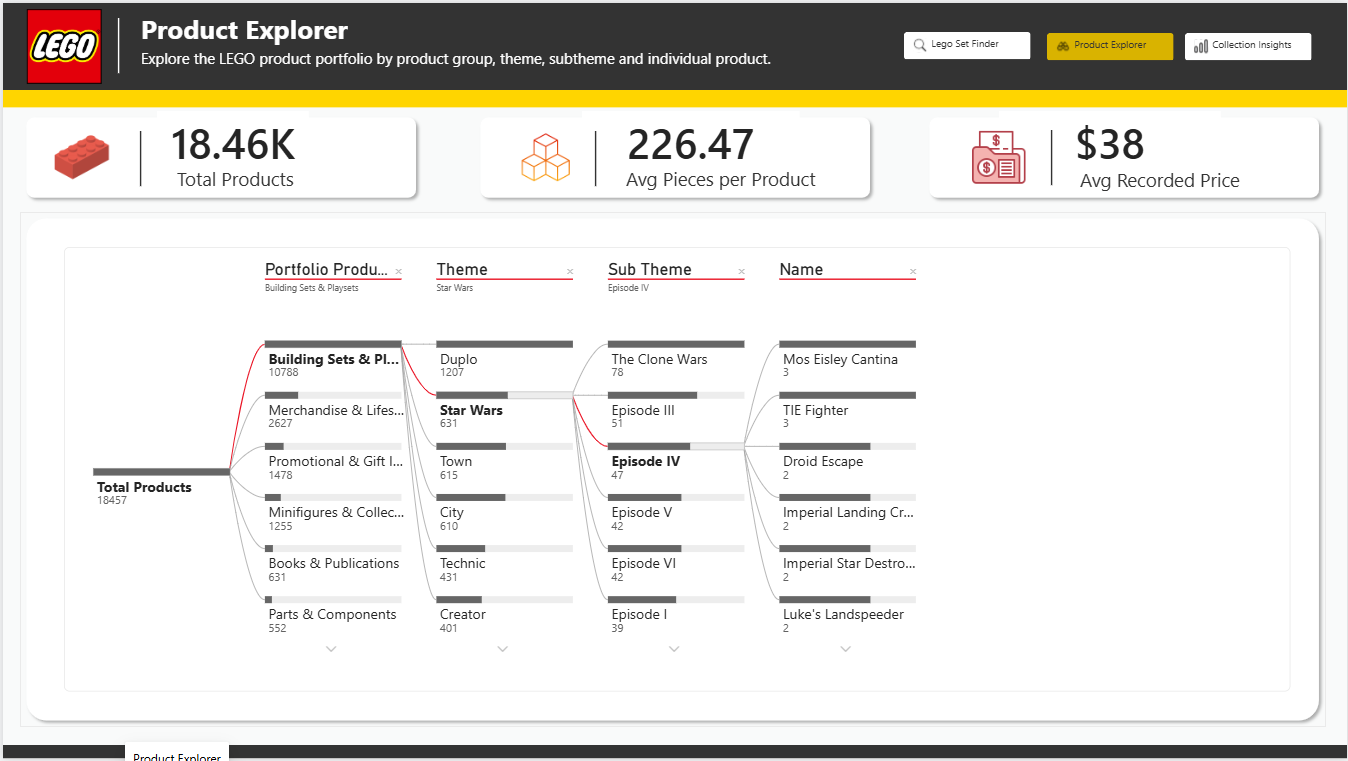 LEGO
Product Explorer
Explore the LEGO product portfolio by product group, theme, subtheme and individual product.
Lego Set Finder
Product Explorer
Collection Insights
18.46K
Total Products
226.47
Avg Pieces per Product
$38
Avg Recorded Price
Portfolio Produ...
Building Sets & Playsets
Theme
Star Wars
Sub Theme
Episode IV
Name
Total Products
18457
Building Sets & Pl...
10788
Merchandise & Lifes...
2627
Promotional & Gift I...
1478
Minifigures & Collec...
1255
Books & Publications
631
Parts & Components
552
Duplo
1207
Star Wars
631
Town
615
City
610
Technic
431
Creator
401
The Clone Wars
78
Episode III
51
Episode IV
47
Episode V
42
Episode VI
42
Episode I
39
Mos Eisley Cantina
3
TIE Fighter
3
Droid Escape
2
Imperial Landing Cr...
2
Imperial Star Destro...
2
Luke's Landspeeder
2
Product Explorer